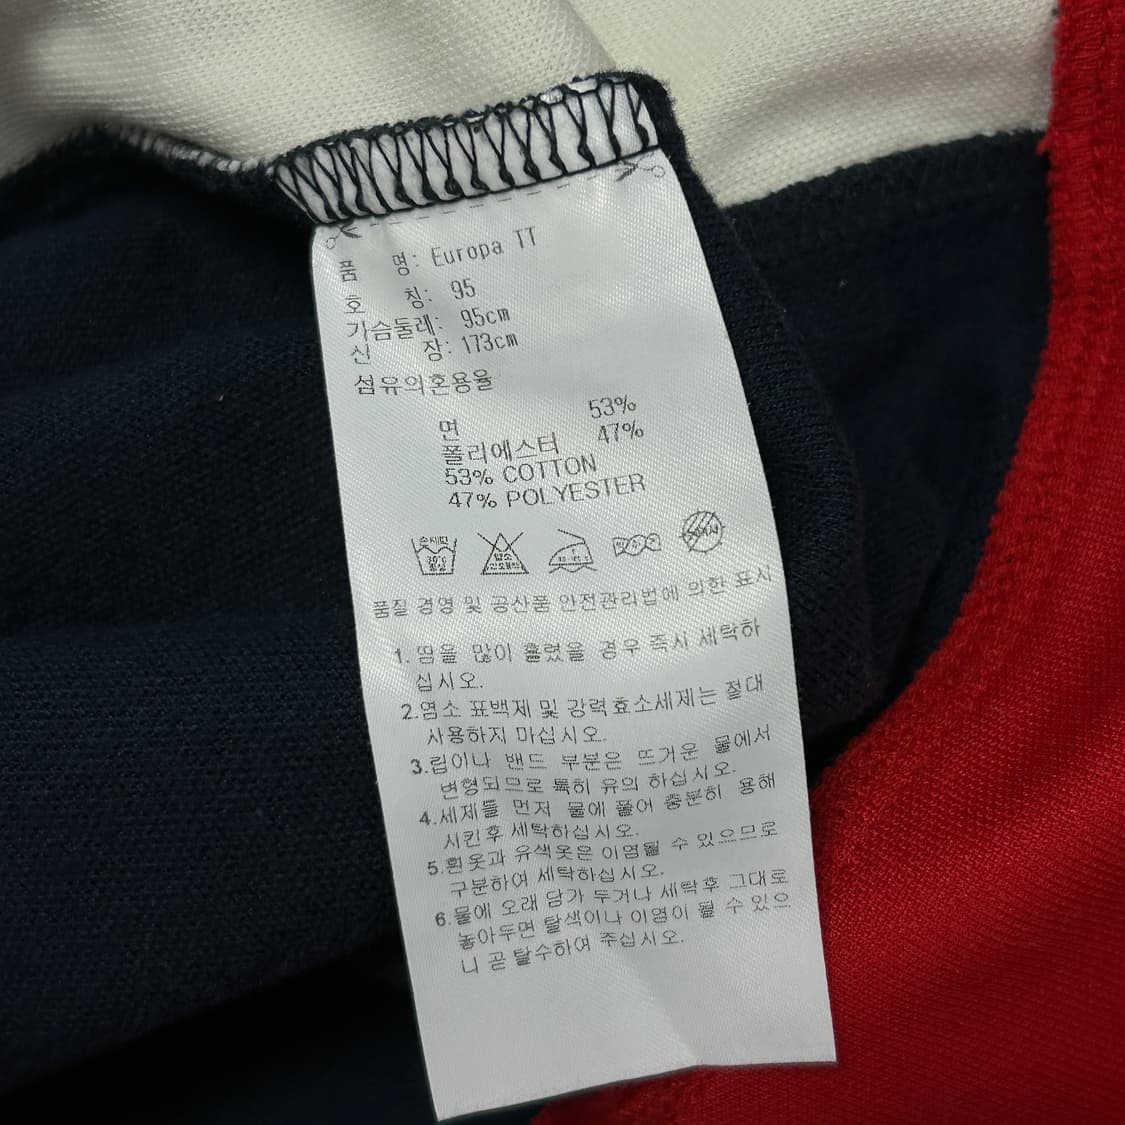 품 명: Europa TT
호 칭: 95
가슴둘레: 95cm
신 장: 173cm
섬유의혼용율
면 53%
폴리에스터 47%
53% COTTON
47% POLYESTER
손세탁
30℃
중성
염소
품질 경영 및 공산품 안전관리법에 의한 표시
1. 땀을 많이 흘렸을 경우 즉시 세탁하
십시오.
2.염소 표백제 및 강력효소세제는 절대
사용하지 마십시오.
3.립이나 밴드 부분은 뜨거운 물에서
변형되므로 특히 유의 하십시오.
4.세제를 먼저 물에 풀어 충분히 용해
시킨후 세탁하십시오.
5.흰옷과 유색옷은 이염될 수 있으므로
구분하여 세탁하십시오.
6.물에 오래 담가 두거나 세탁후 그대로
놓아두면 탈색이나 이염이 될 수 있으
니 곧 탈수하여 주십시오.